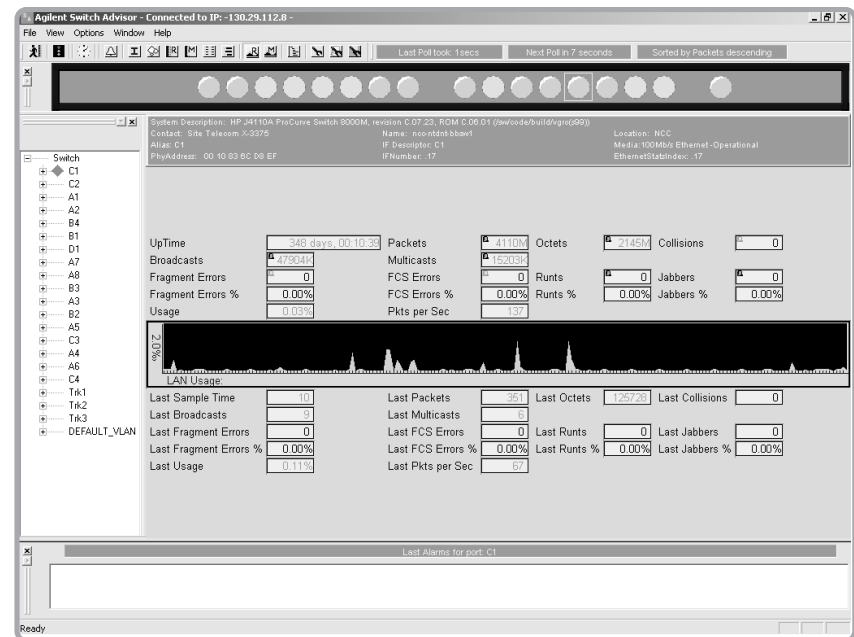 Agilent Switch Advisor - Connected to IP: -130.29.112.8 -
File View Options Window Help
Last Poll took: 1secs Next Poll in 7 seconds Sorted by Packets descending
System Description: HP J4110A ProCurve Switch 8000M, revision C.07.23, ROM C.06.01 (/sw/code/build/vgro(s99))
Contact: Site Telecom X-3375 Name: Location: NCC
Alias: C1 IF Descriptor: C1 Media:100Mb/s Ethernet-Operational
PhyAddress: 00 10 83 6C D8 EF IFNumber: .17 EthernetStatsIndex: .17
Switch
C1
C2
A1
A2
B4
B1
D1
A7
A8
B3
A3
B2
A5
C3
A4
A6
C4
Trk1
Trk2
Trk3
DEFAULT_VLAN
UpTime 348 days, 00:10:39 Packets 4110M Octets 2145M Collisions 0
Broadcasts 47904K Multicasts 15203K
Fragment Errors 0 FCS Errors 0 Runts 0 Jabbers 0
Fragment Errors % 0.00% FCS Errors % 0.00% Runts % 0.00% Jabbers % 0.00%
Usage 0.03% Pkts per Sec 137
2.0%
LAN Usage:
Last Sample Time 10 Last Packets 351 Last Octets 125728 Last Collisions 0
Last Broadcasts 9 Last Multicasts 6
Last Fragment Errors 0 Last FCS Errors 0 Last Runts 0 Last Jabbers 0
Last Fragment Errors % 0.00% Last FCS Errors % 0.00% Last Runts % 0.00% Last Jabbers % 0.00%
Last Usage 0.11% Last Pkts per Sec 67
Last Alarms for port: C1
Ready